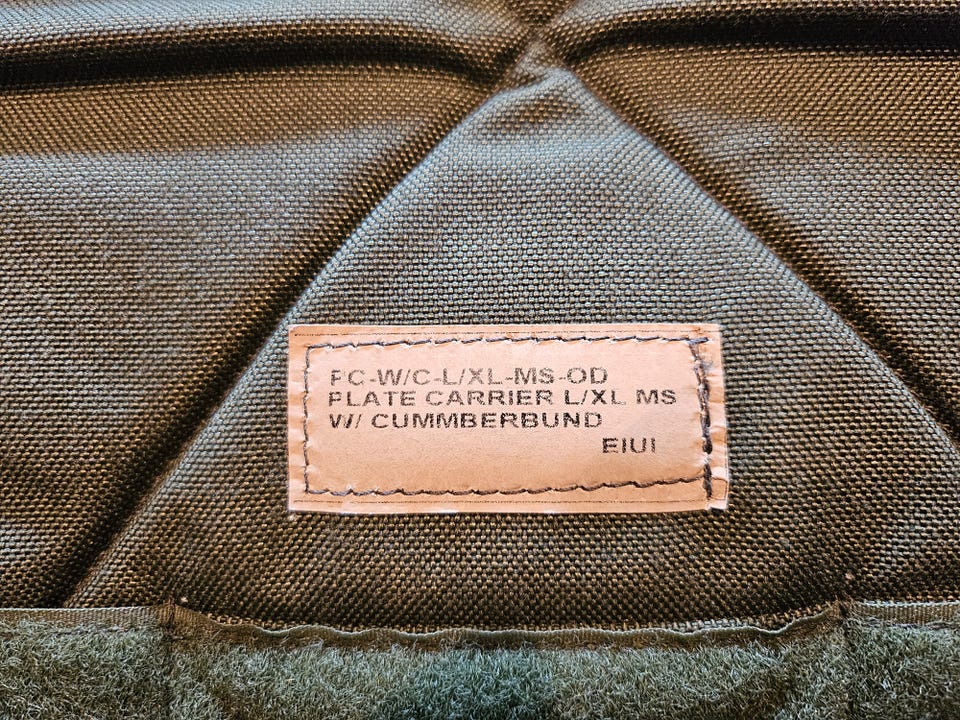 PC-W/C-L/XL-MS-OD
PLATE CARRIER L/XL MS
W/ CUMMBERBUND
EIUI